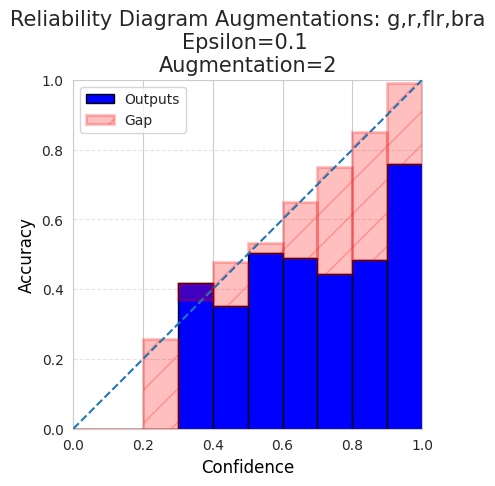 Reliability Diagram Augmentations: g,r,flr,bra
Epsilon=0.1
Augmentation=2
Outputs
Gap
1.0
0.8
0.6
0.4
0.2
0.0
Accuracy
0.0 0.2 0.4 0.6 0.8 1.0
Confidence